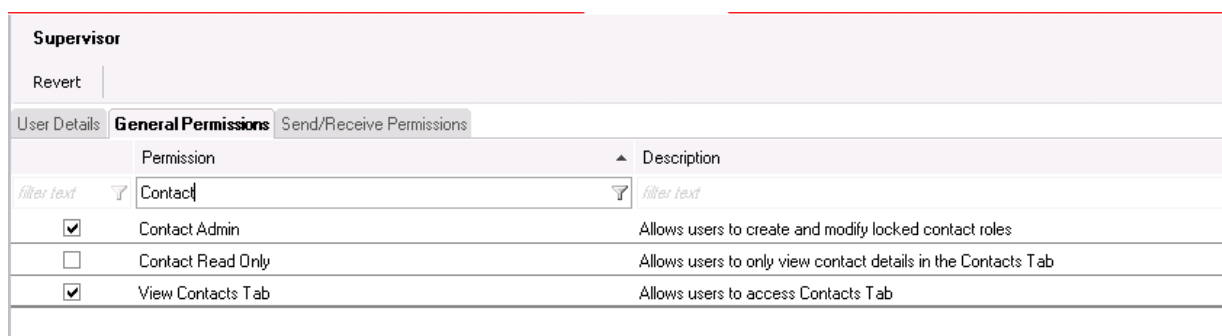 Supervisor
Revert
User Details General Permissions Send/Receive Permissions
Permission Description
filter text Contact filter text
Contact Admin Allows users to create and modify locked contact roles
Contact Read Only Allows users to only view contact details in the Contacts Tab
View Contacts Tab Allows users to access Contacts Tab